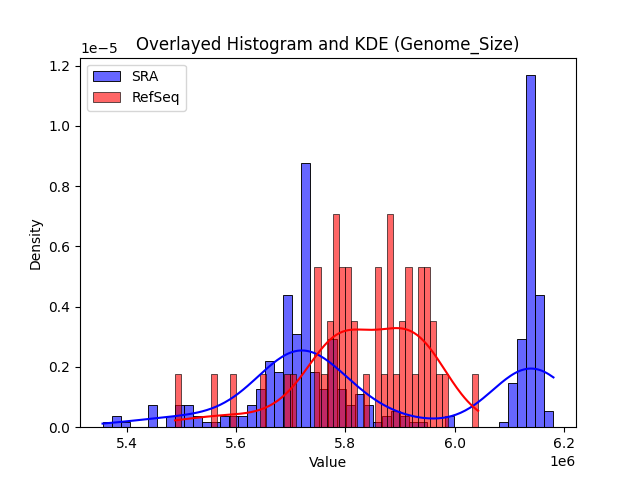 Overlayed Histogram and KDE (Genome_Size)
1e−5
SRA
RefSeq
1.2
1.0
0.8
0.6
0.4
0.2
0.0
Density
5.4 5.6 5.8 6.0 6.2
1e6
Value